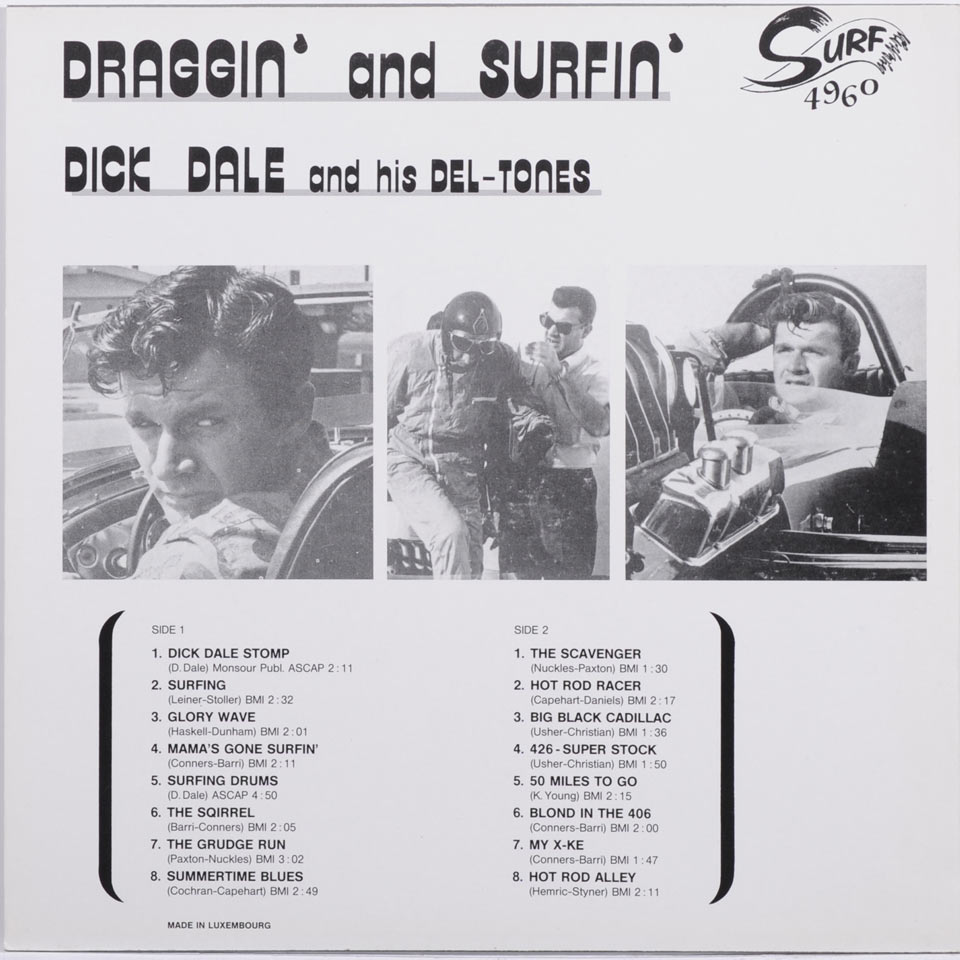 DRAGGIN' and SURFIN'
SURF
4960
DICK DALE and his DEL-TONES
SIDE 1
1. DICK DALE STOMP
(D. Dale) Monsour Publ. ASCAP 2:11
2. SURFING
(Leiner-Stoller) BMI 2:32
3. GLORY WAVE
(Haskell-Dunham) BMI 2:01
4. MAMA'S GONE SURFIN'
(Conners-Barri) BMI 2:11
5. SURFING DRUMS
(D. Dale) ASCAP 4:50
6. THE SQIRREL
(Barri-Conners) BMI 2:05
7. THE GRUDGE RUN
(Paxton-Nuckles) BMI 3:02
8. SUMMERTIME BLUES
(Cochran-Capehart) BMI 2:49
SIDE 2
1. THE SCAVENGER
(Nuckles-Paxton) BMI 1:30
2. HOT ROD RACER
(Capehart-Daniels) BMI 2:17
3. BIG BLACK CADILLAC
(Usher-Christian) BMI 1:36
4. 426-SUPER STOCK
(Usher-Christian) BMI 1:50
5. 50 MILES TO GO
(K. Young) BMI 2:15
6. BLOND IN THE 406
(Conners-Barri) BMI 2:00
7. MY X-KE
(Conners-Barri) BMI 1:47
8. HOT ROD ALLEY
(Hemric-Styner) BMI 2:11
MADE IN LUXEMBOURG